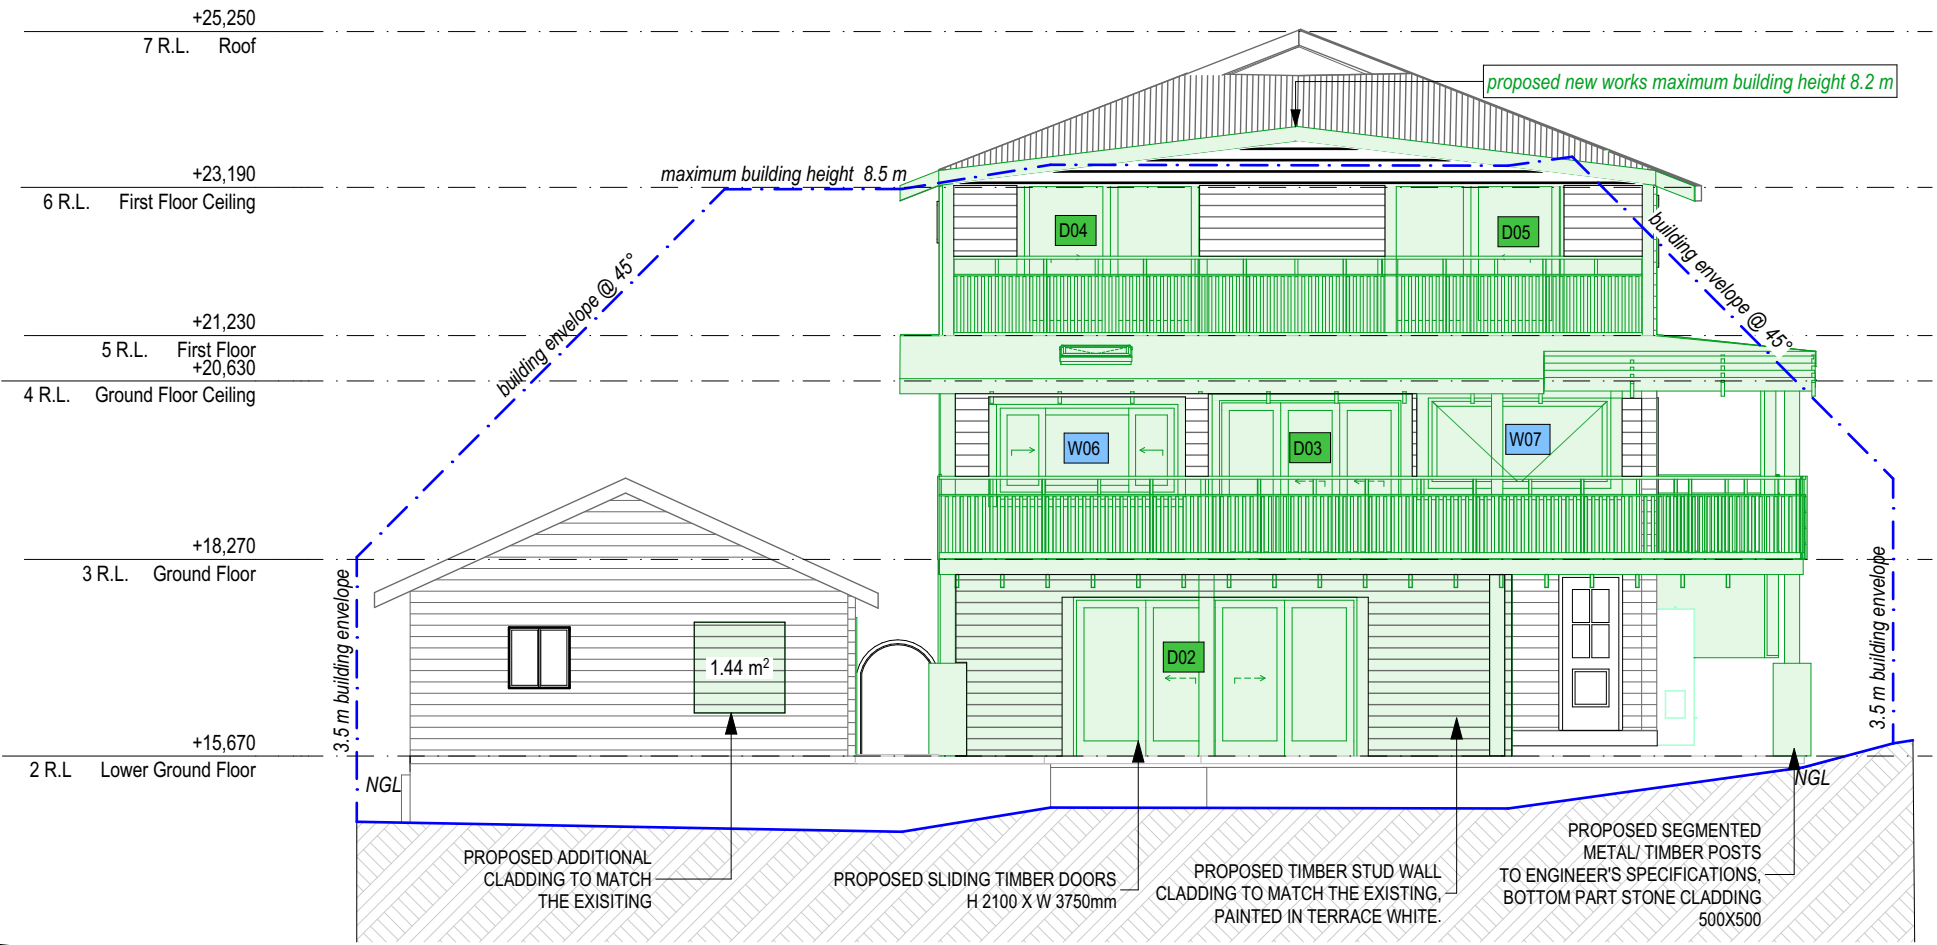 +25,250
7 R.L. Roof
proposed new works maximum building height 8.2 m
+23,190
6 R.L. First Floor Ceiling
maximum building height 8.5 m
D04
D05
building envelope @ 45°
building envelope @ 45°
+21,230
5 R.L. First Floor
+20,630
4 R.L. Ground Floor Ceiling
W06
D03
W07
+18,270
3 R.L. Ground Floor
3.5 m building envelope
3.5 m building envelope
1.44 m²
D02
+15,670
2 R.L Lower Ground Floor
NGL
NGL
PROPOSED ADDITIONAL
CLADDING TO MATCH
THE EXISITING
PROPOSED SLIDING TIMBER DOORS
H 2100 X W 3750mm
PROPOSED TIMBER STUD WALL
CLADDING TO MATCH THE EXISTING,
PAINTED IN TERRACE WHITE.
PROPOSED SEGMENTED
METAL/ TIMBER POSTS
TO ENGINEER'S SPECIFICATIONS,
BOTTOM PART STONE CLADDING
500X500